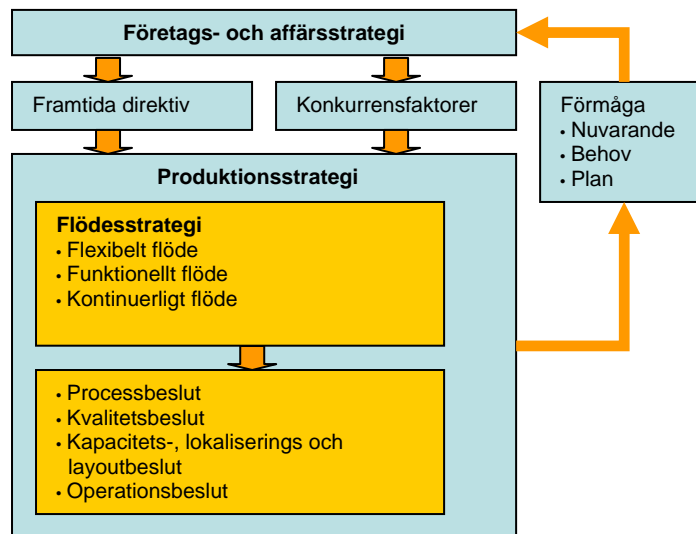 Företags- och affärsstrategi
Framtida direktiv
Konkurrensfaktorer
Förmåga
• Nuvarande
• Behov
• Plan
Produktionsstrategi
Flödesstrategi
• Flexibelt flöde
• Funktionellt flöde
• Kontinuerligt flöde
• Processbeslut
• Kvalitetsbeslut
• Kapacitets-, lokaliserings och
layoutbeslut
• Operationsbeslut